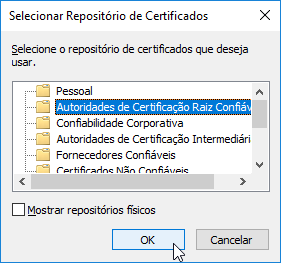 Selecionar Repositório de Certificados
Selecione o repositório de certificados que deseja
usar.
Pessoal
Autoridades de Certificação Raiz Confiáv
Confiabilidade Corporativa
Autoridades de Certificação Intermediári
Fornecedores Confiáveis
Certificados Não Confiáveis
Mostrar repositórios físicos
OK
Cancelar